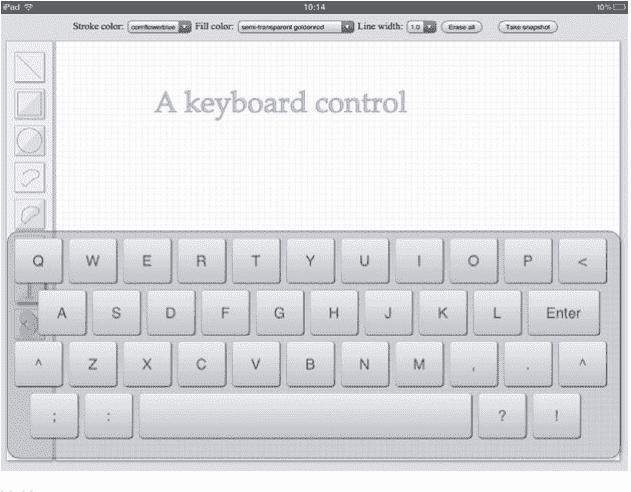 iPad 10:14 10%
Stroke color: cornflowerblue Fill color: semi-transparent goldenrod Line width: 1.0 Erase all Take snapshot
A keyboard control
Q W E R T Y U I O P <
A S D F G H J K L Enter
^ Z X C V B N M , . ^
; : ? !